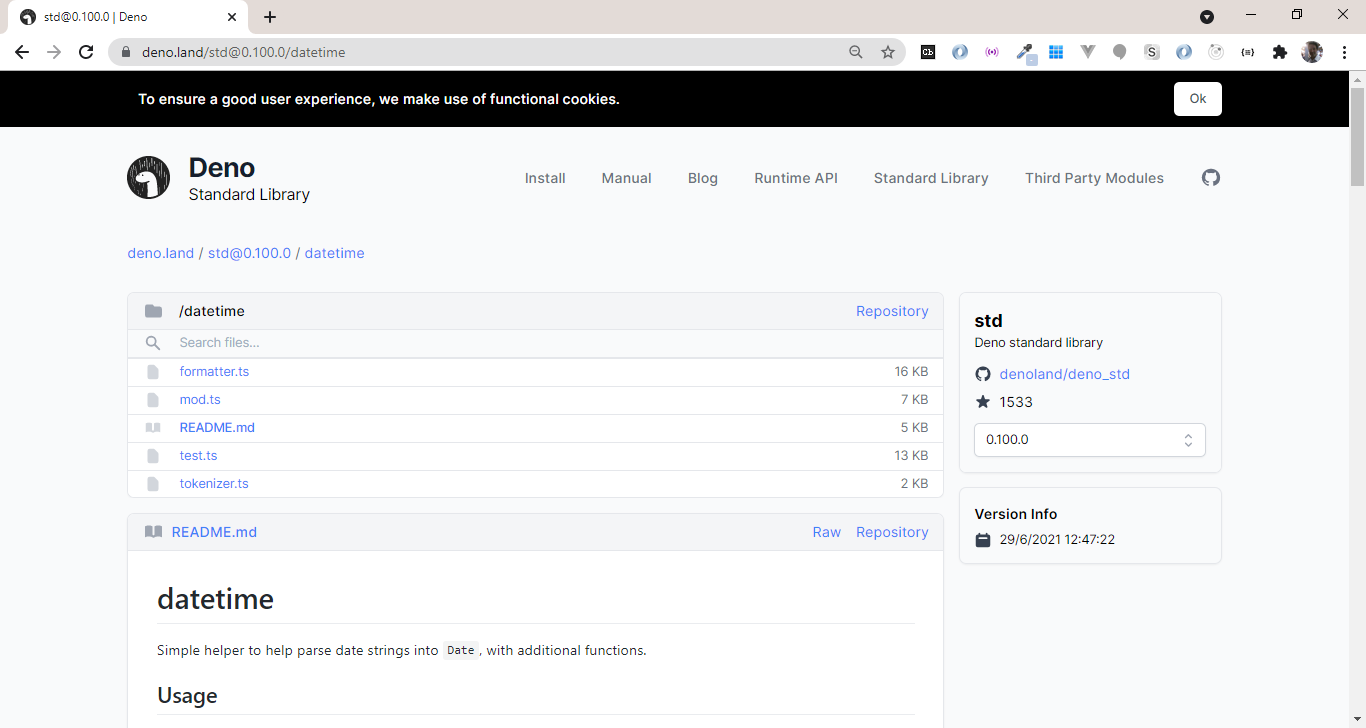 std@0.100.0 | Deno
deno.land/std@0.100.0/datetime
To ensure a good user experience, we make use of functional cookies.
Ok
Deno
Standard Library
Install Manual Blog Runtime API Standard Library Third Party Modules
deno.land / std@0.100.0 / datetime
/datetime Repository
Search files...
formatter.ts 16 KB
mod.ts 7 KB
README.md 5 KB
test.ts 13 KB
tokenizer.ts 2 KB
std
Deno standard library
denoland/deno_std
1533
0.100.0
Version Info
29/6/2021 12:47:22
README.md Raw Repository
datetime
Simple helper to help parse date strings into Date, with additional functions.
Usage